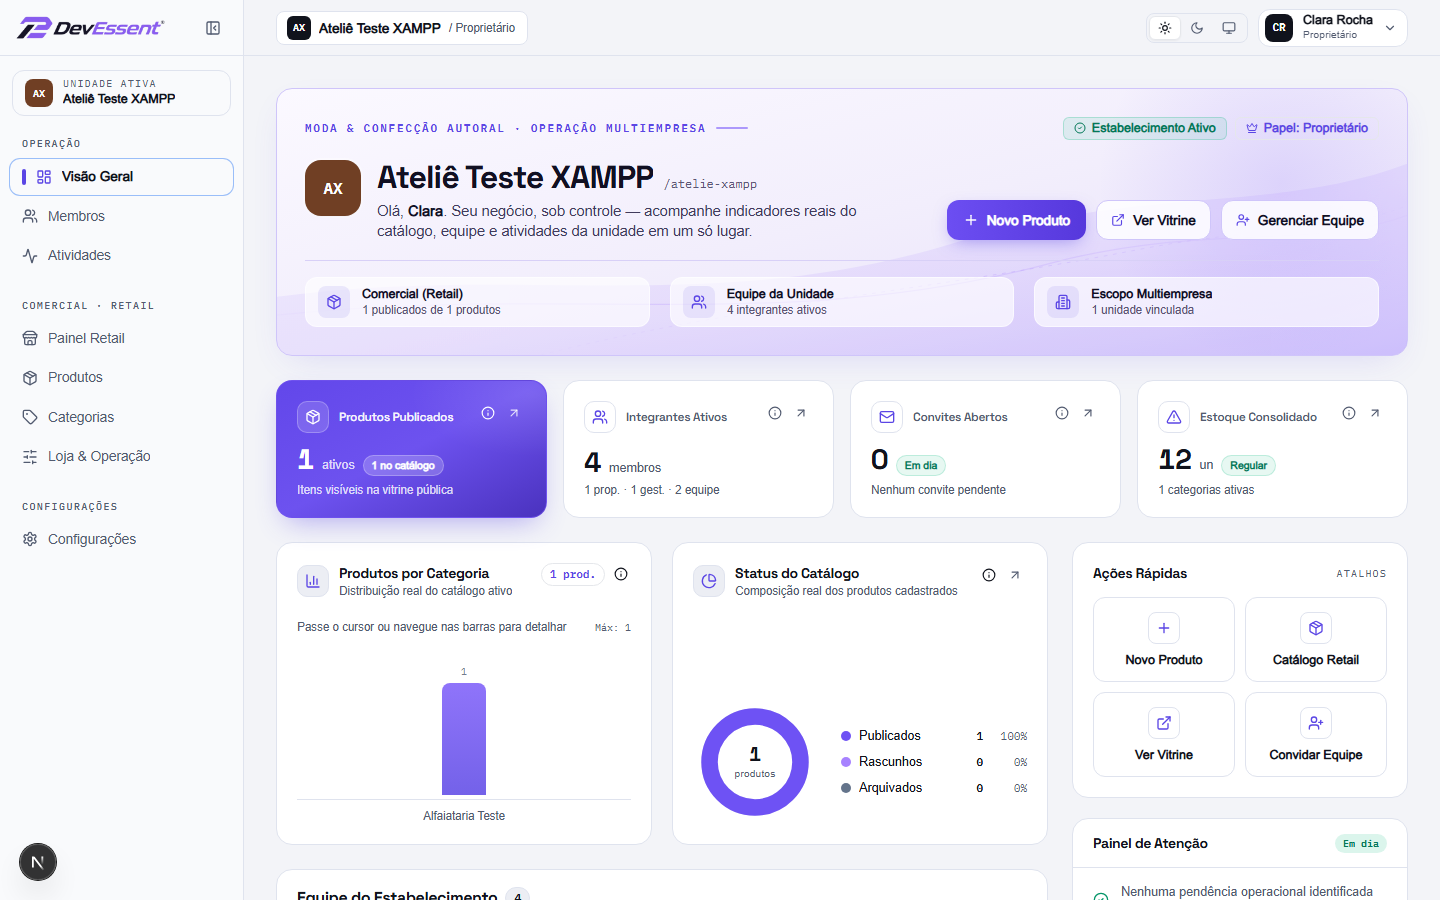 DevEssent
AX Ateliê Teste XAMPP / Proprietário
CR Clara Rocha
Proprietário
AX UNIDADE ATIVA
Ateliê Teste XAMPP
OPERAÇÃO
Visão Geral
Membros
Atividades
COMERCIAL · RETAIL
Painel Retail
Produtos
Categorias
Loja & Operação
CONFIGURAÇÕES
Configurações
N
MODA & CONFECÇÃO AUTORAL · OPERAÇÃO MULTIEMPRESA
Estabelecimento Ativo
Papel: Proprietário
AX
Ateliê Teste XAMPP /atelie-xampp
Olá, Clara. Seu negócio, sob controle — acompanhe indicadores reais do
catálogo, equipe e atividades da unidade em um só lugar.
Novo Produto
Ver Vitrine
Gerenciar Equipe
Comercial (Retail)
1 publicados de 1 produtos
Equipe da Unidade
4 integrantes ativos
Escopo Multiempresa
1 unidade vinculada
Produtos Publicados
1 ativos 1 no catálogo
Itens visíveis na vitrine pública
Integrantes Ativos
4 membros
1 prop. · 1 gest. · 2 equipe
Convites Abertos
0 Em dia
Nenhum convite pendente
Estoque Consolidado
12 un Regular
1 categorias ativas
Produtos por Categoria
Distribuição real do catálogo ativo
1 prod.
Passe o cursor ou navegue nas barras para detalhar
Máx: 1
1
Alfaiataria Teste
Status do Catálogo
Composição real dos produtos cadastrados
1
produtos
Publicados 1 100%
Rascunhos 0 0%
Arquivados 0 0%
Ações Rápidas
ATALHOS
Novo Produto
Catálogo Retail
Ver Vitrine
Convidar Equipe
Painel de Atenção
Em dia
Nenhuma pendência operacional identificada
Equipe do Estabelecimento 4